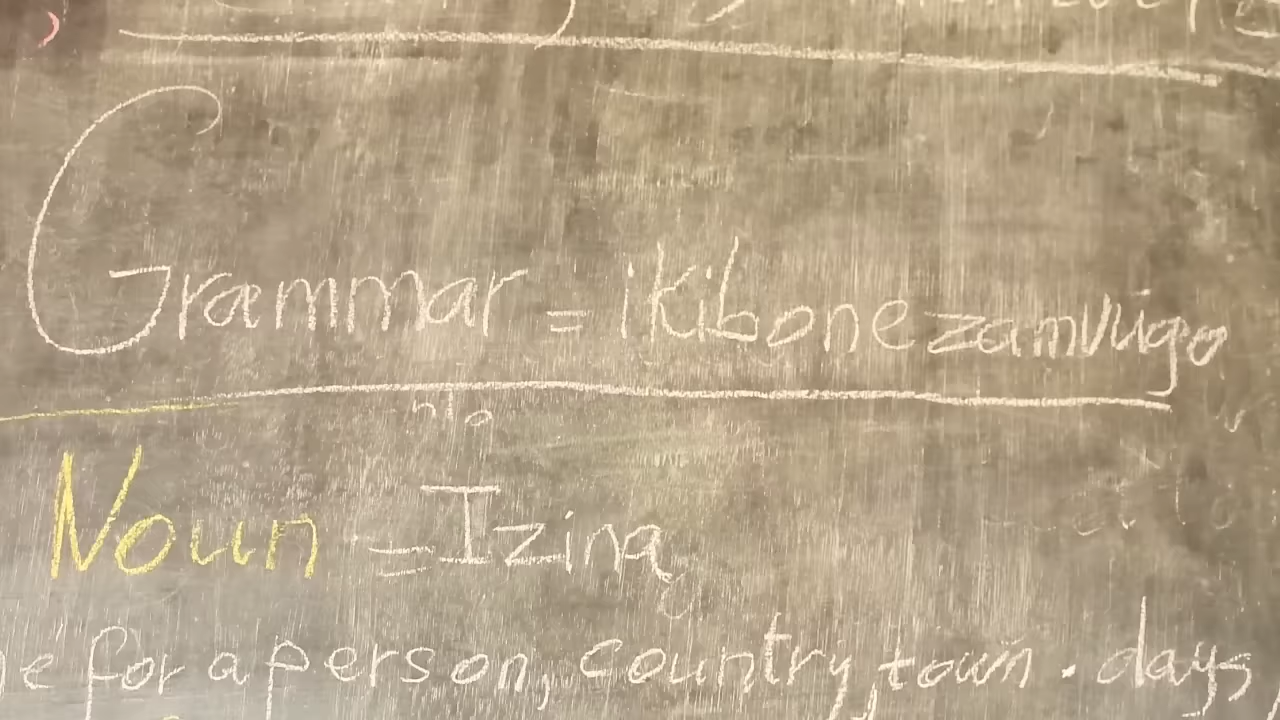 Grammar = ikibonezamvugo
Noun = Izina
for a person, country, town. days